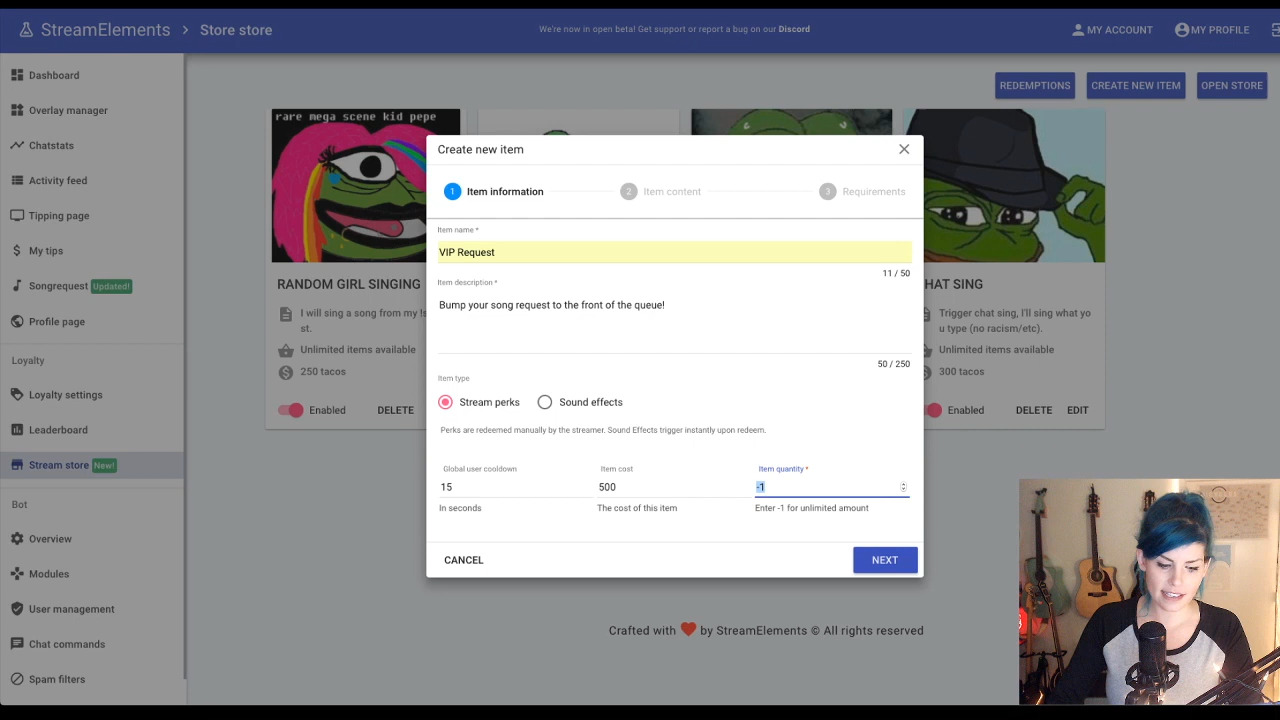 StreamElements > Store store
We're now in open beta! Get support or report a bug on our Discord
MY ACCOUNT
MY PROFILE
Dashboard
Overlay manager
Chatstats
Activity feed
Tipping page
My tips
Songrequest Updated!
Profile page
Loyalty
Loyalty settings
Leaderboard
Stream store New!
Bot
Overview
Modules
User management
Chat commands
Spam filters
REDEMPTIONS
CREATE NEW ITEM
OPEN STORE
rare mega scene kid pepe
RANDOM GIRL SINGING
I will sing a song from my
st.
Unlimited items available
250 tacos
Enabled
DELETE
Create new item
1 Item information
2 Item content
3 Requirements
Item name *
VIP Request
11 / 50
Item description *
Bump your song request to the front of the queue!
50 / 250
Item type
Stream perks
Sound effects
Perks are redeemed manually by the streamer. Sound Effects trigger instantly upon redeem.
Global user cooldown
15
In seconds
Item cost
500
The cost of this item
Item quantity *
-1
Enter -1 for unlimited amount
CANCEL
NEXT
HAT SING
Trigger chat sing, I'll sing what yo
u type (no racism/etc).
Unlimited items available
300 tacos
Enabled
DELETE
EDIT
Crafted with ❤ by StreamElements © All rights reserved